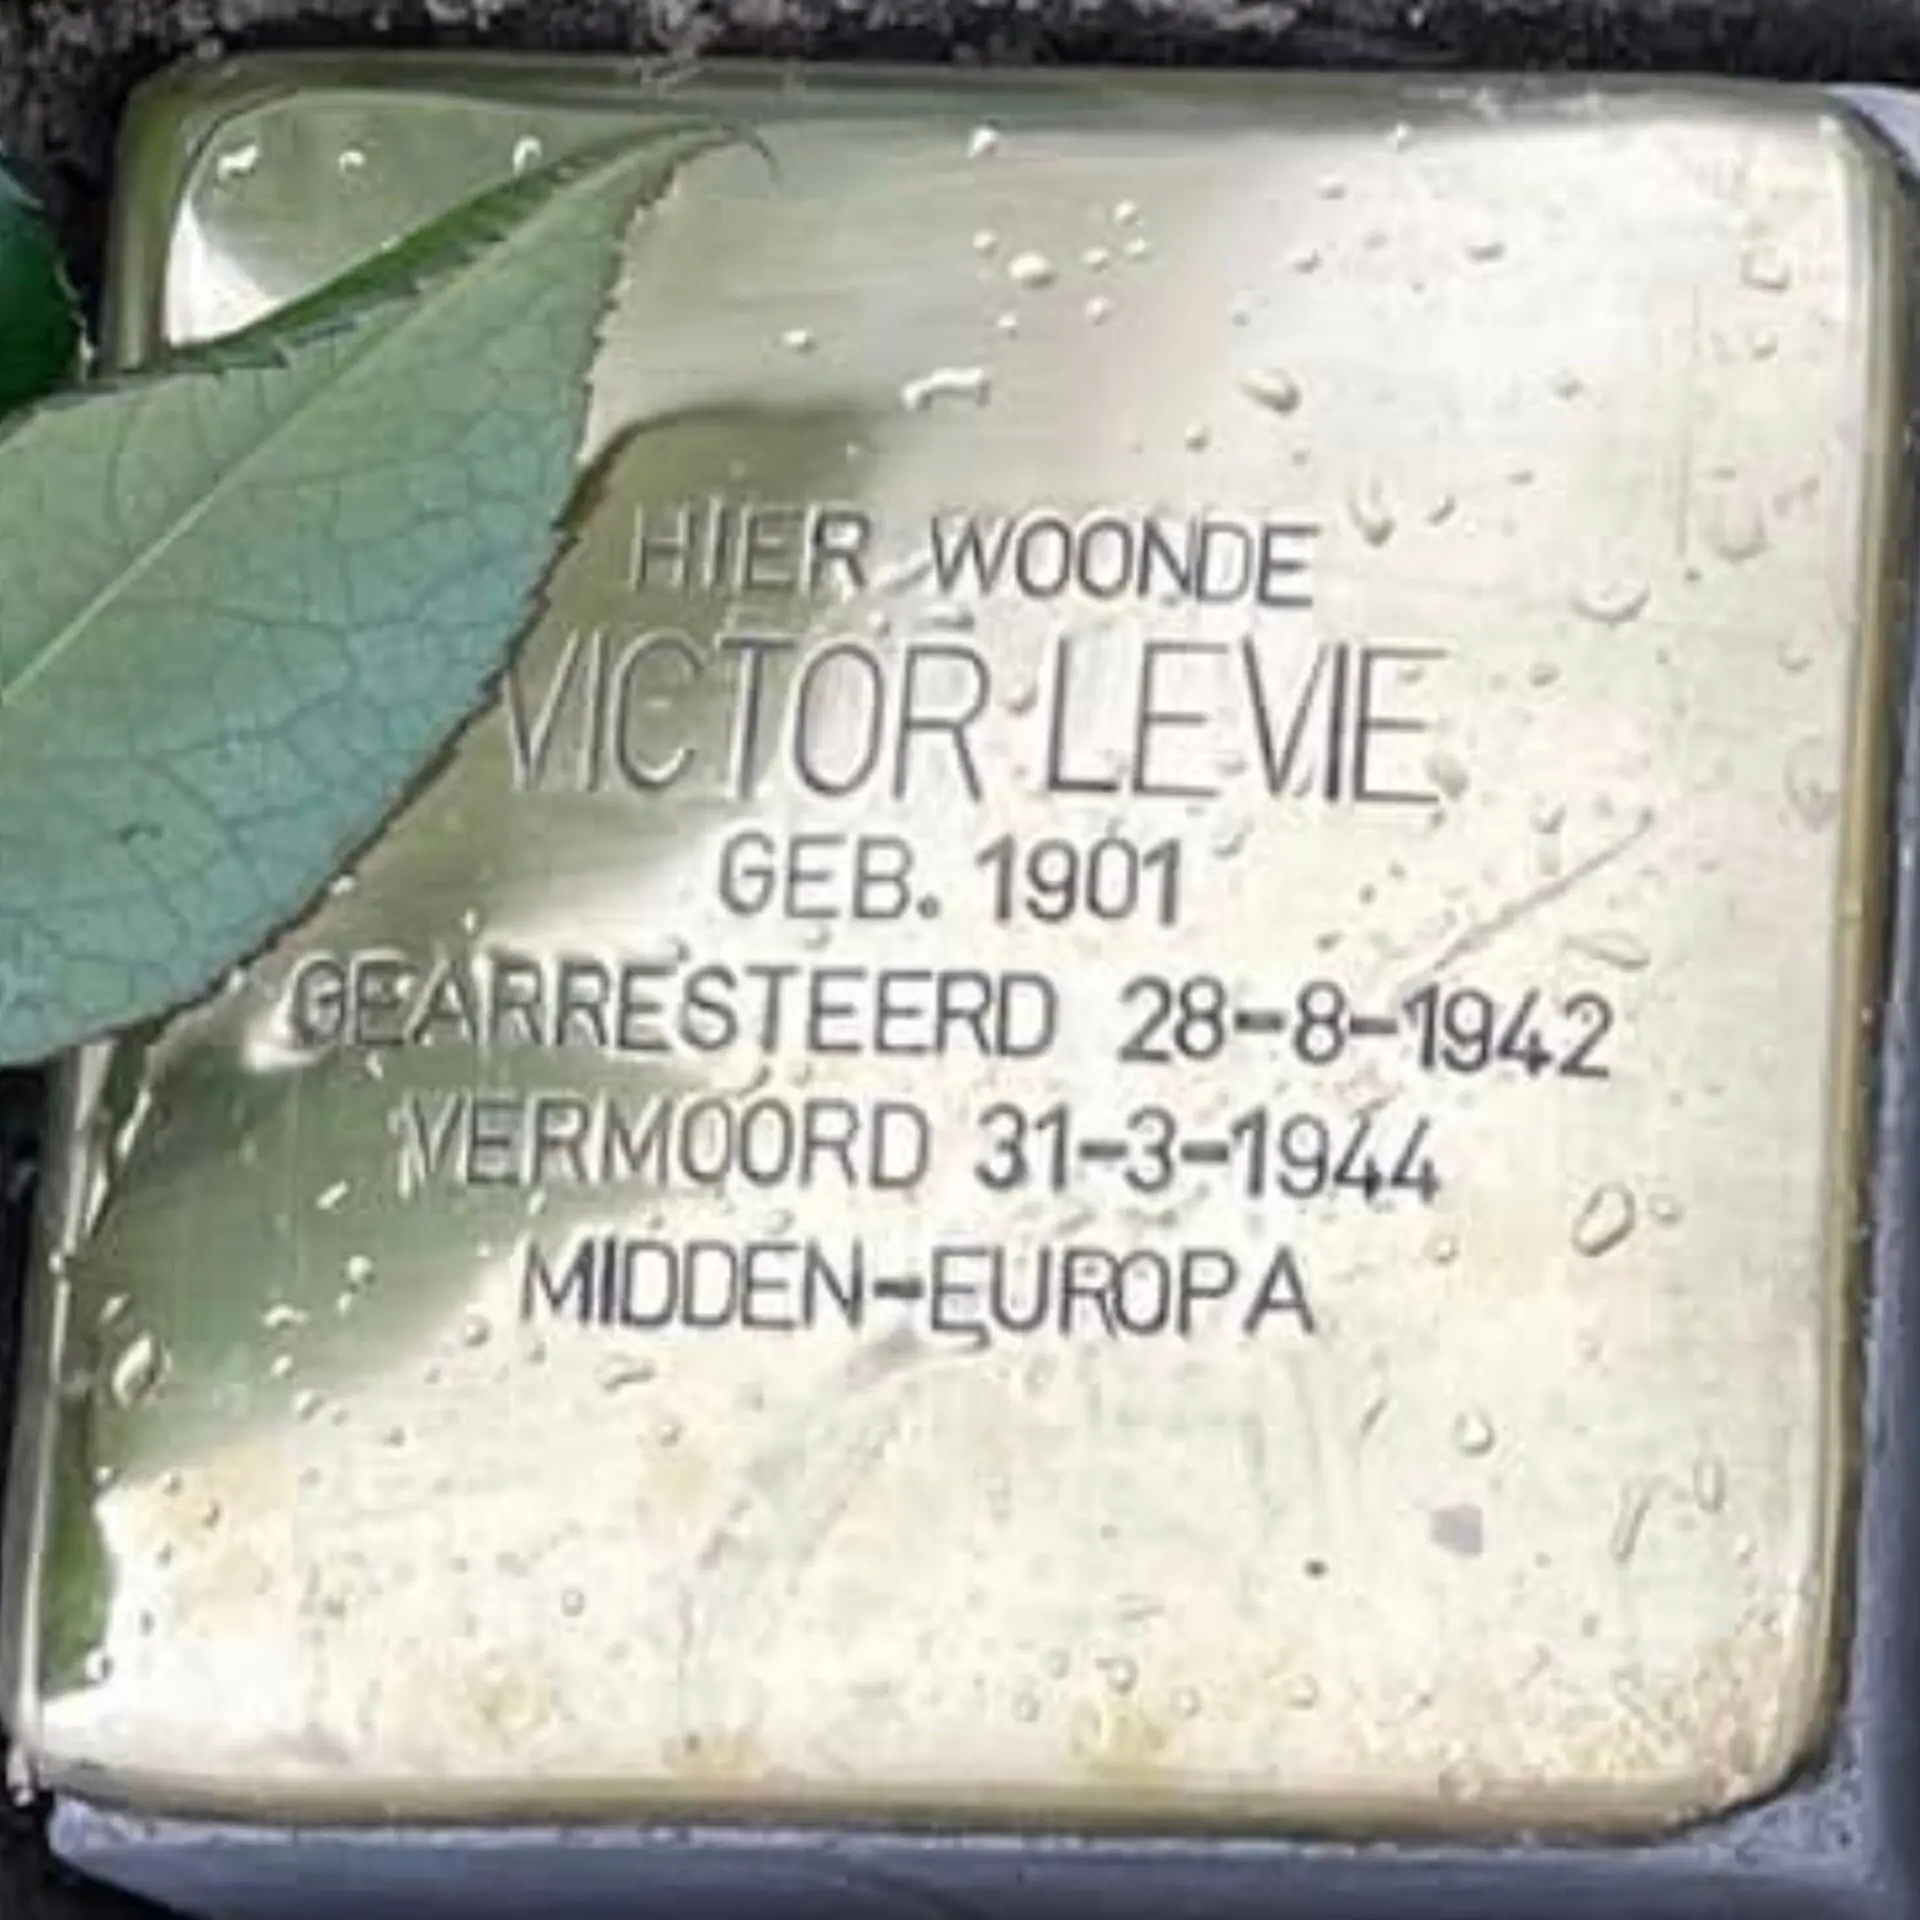 HIER WOONDE
VICTOR LEVIE
GEB. 1901
GEARRESTEERD 28-8-1942
VERMOORD 31-3-1944
MIDDEN-EUROPA